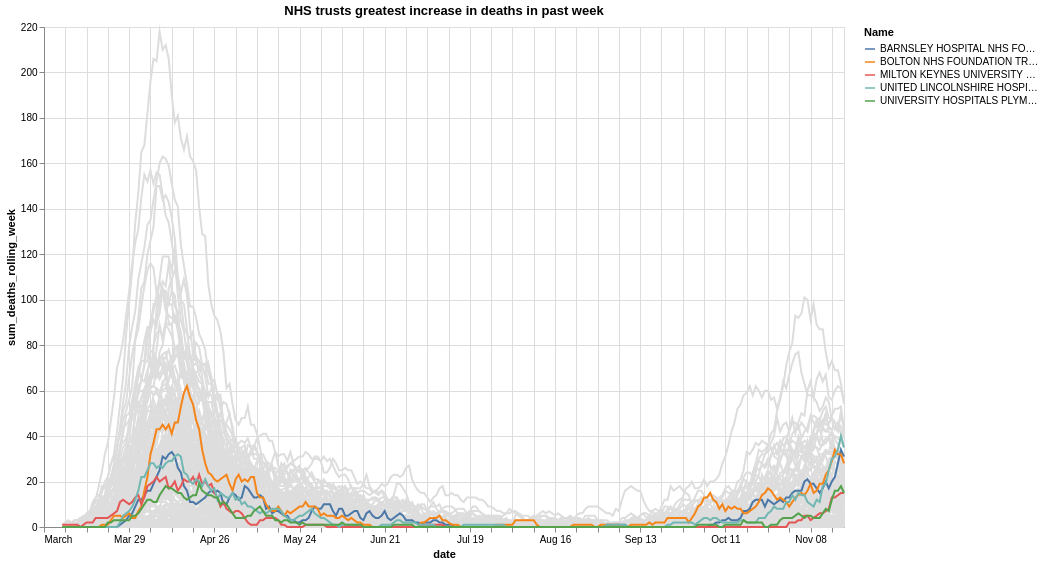 NHS trusts greatest increase in deaths in past week
220
200
180
160
140
120
100
80
60
40
20
0
sum_deaths_rolling_week
March
Mar 29
Apr 26
May 24
Jun 21
Jul 19
Aug 16
Sep 13
Oct 11
Nov 08
date
Name
BARNSLEY HOSPITAL NHS FO…
BOLTON NHS FOUNDATION TR…
MILTON KEYNES UNIVERSITY …
UNITED LINCOLNSHIRE HOSPI…
UNIVERSITY HOSPITALS PLYM…